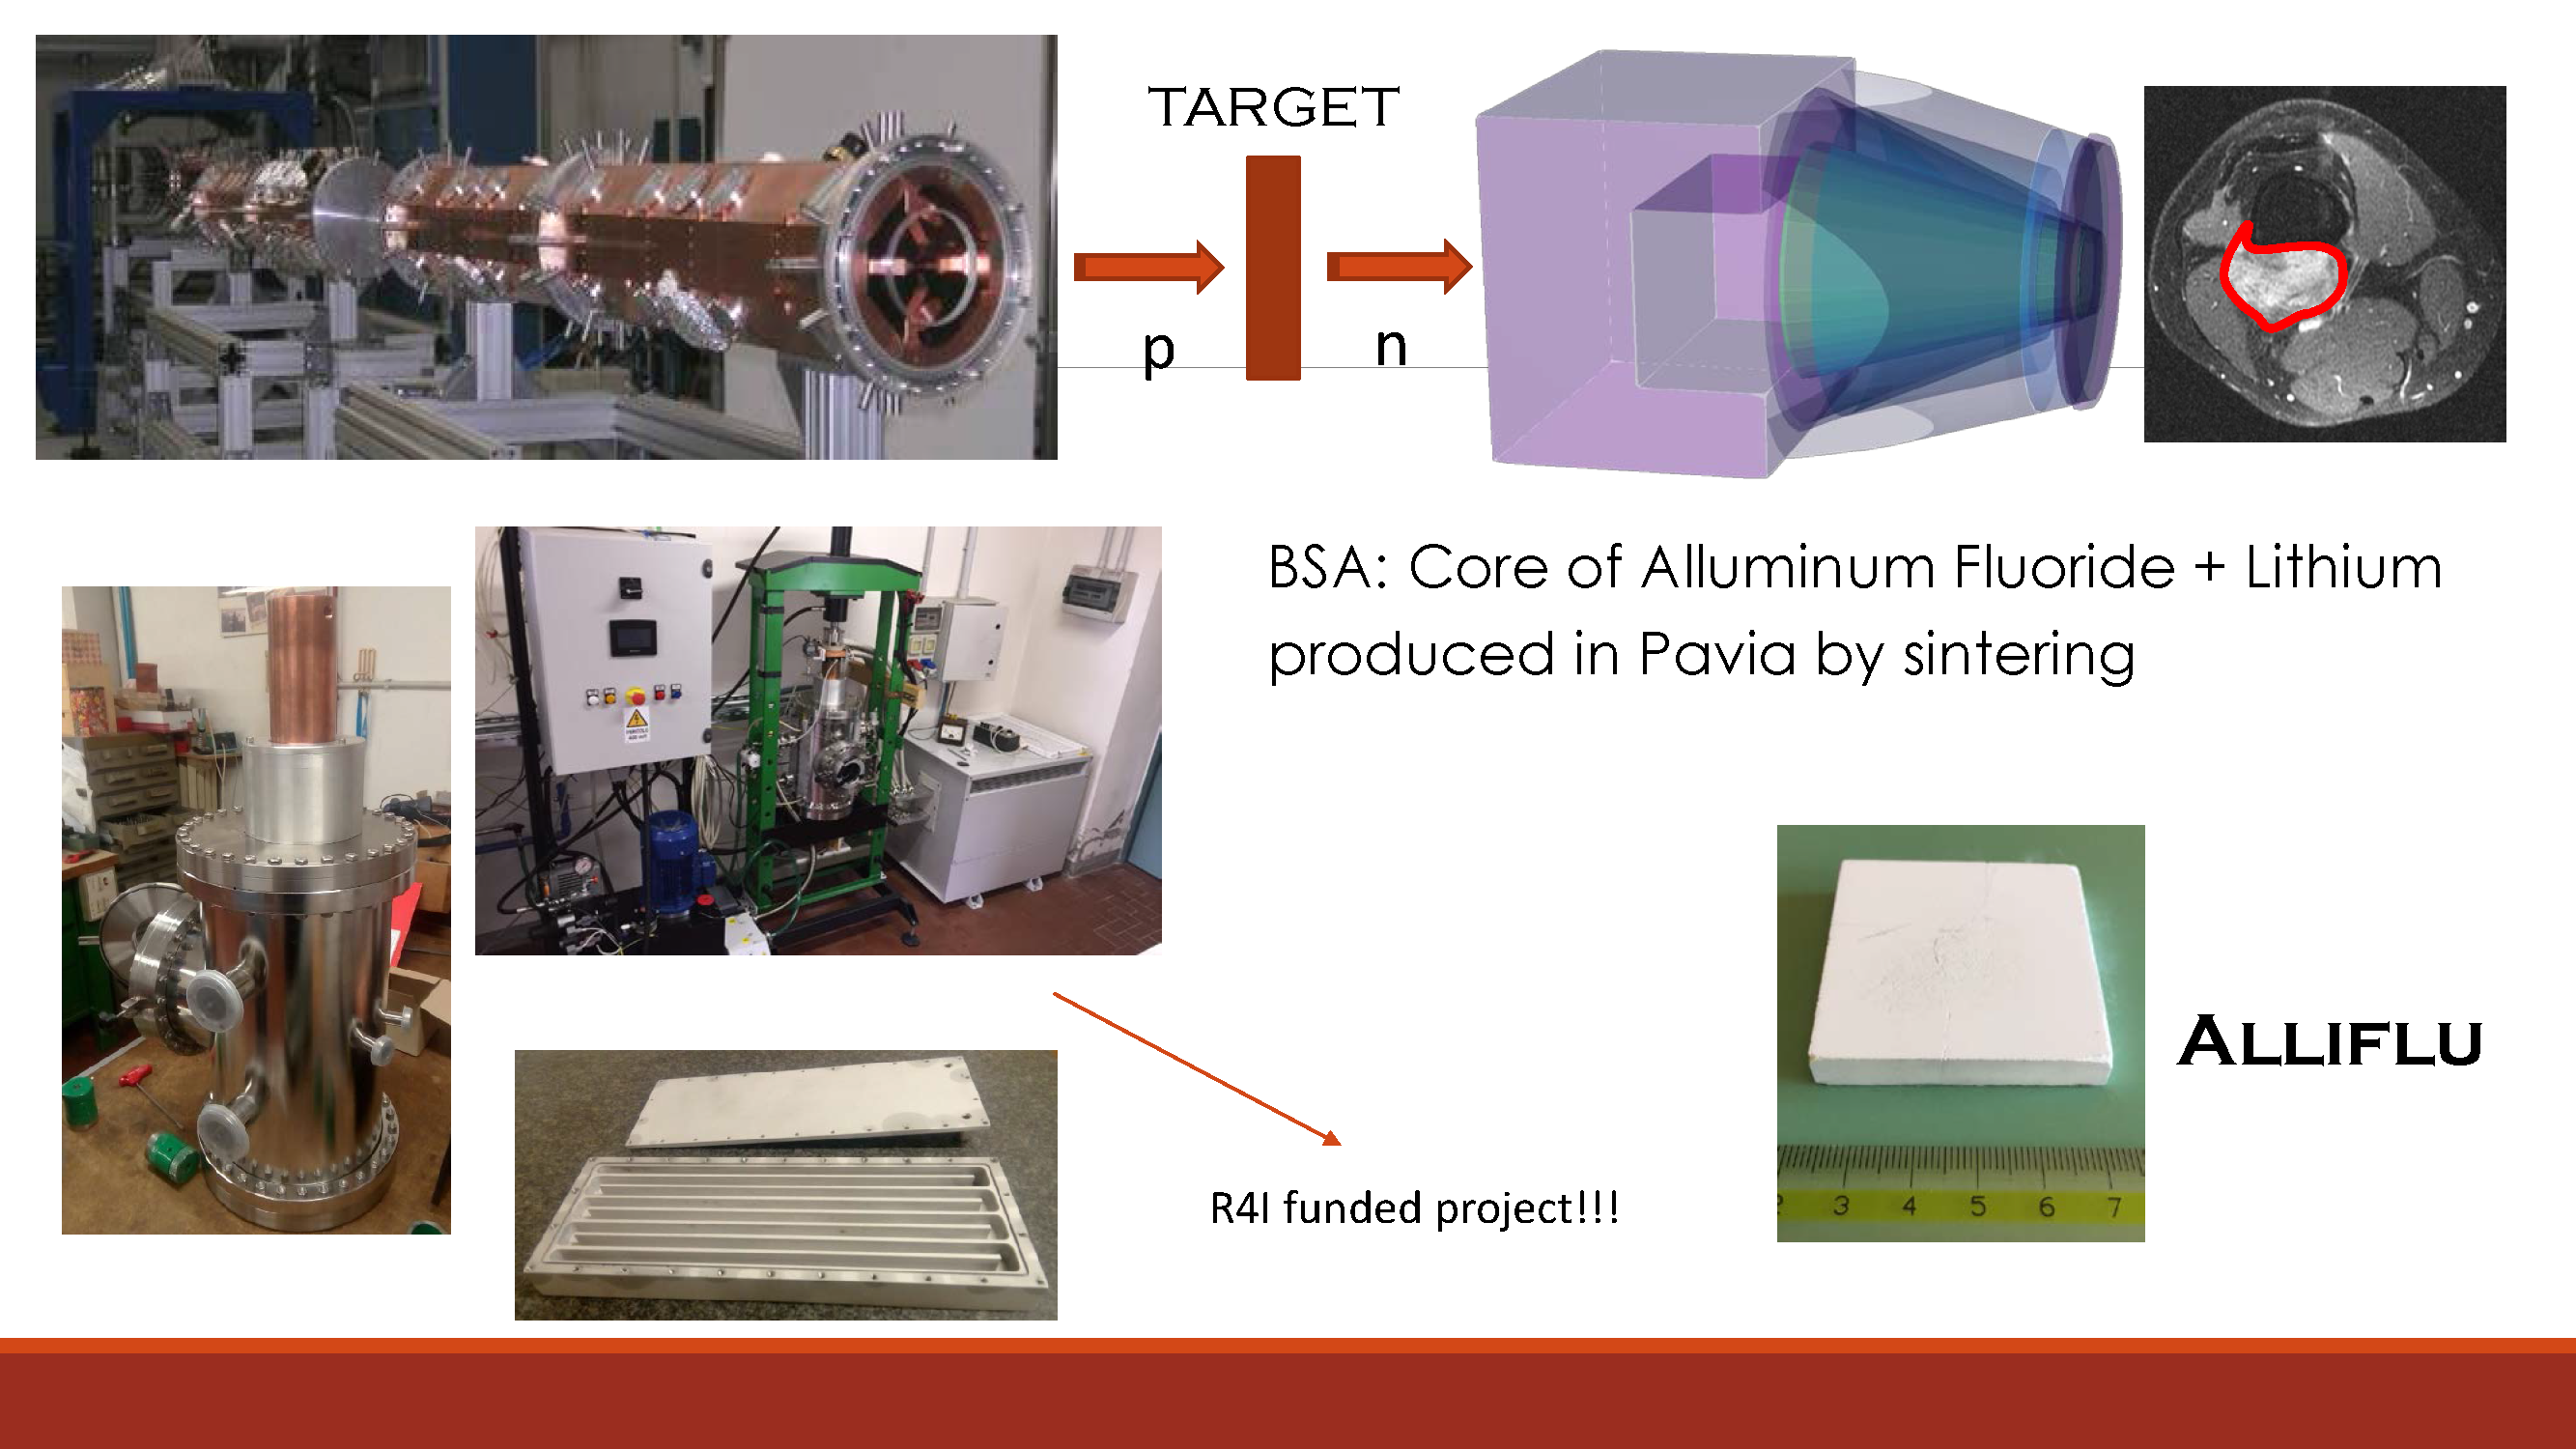 TARGET
p
n
BSA: Core of Alluminum Fluoride + Lithium
produced in Pavia by sintering
ALLIFLU
R4I funded project!!!
3 4 5 6 7